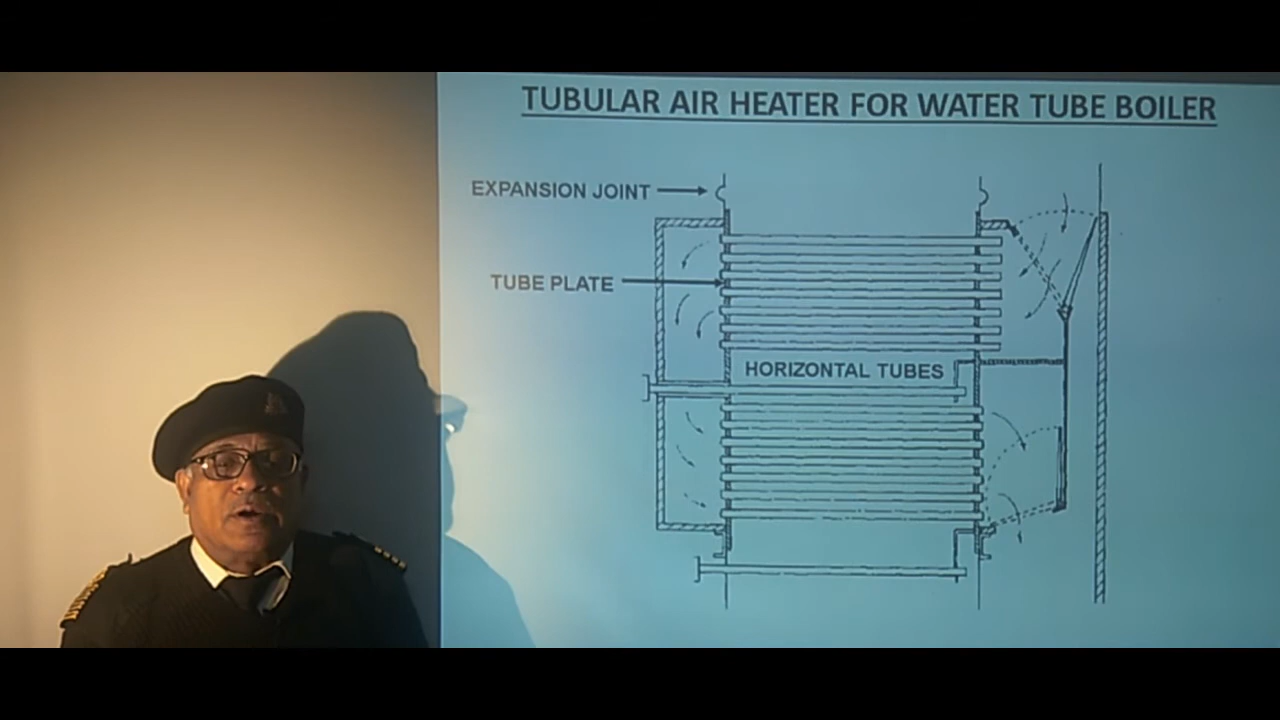 TUBULAR AIR HEATER FOR WATER TUBE BOILER
EXPANSION JOINT
TUBE PLATE
HORIZONTAL TUBES